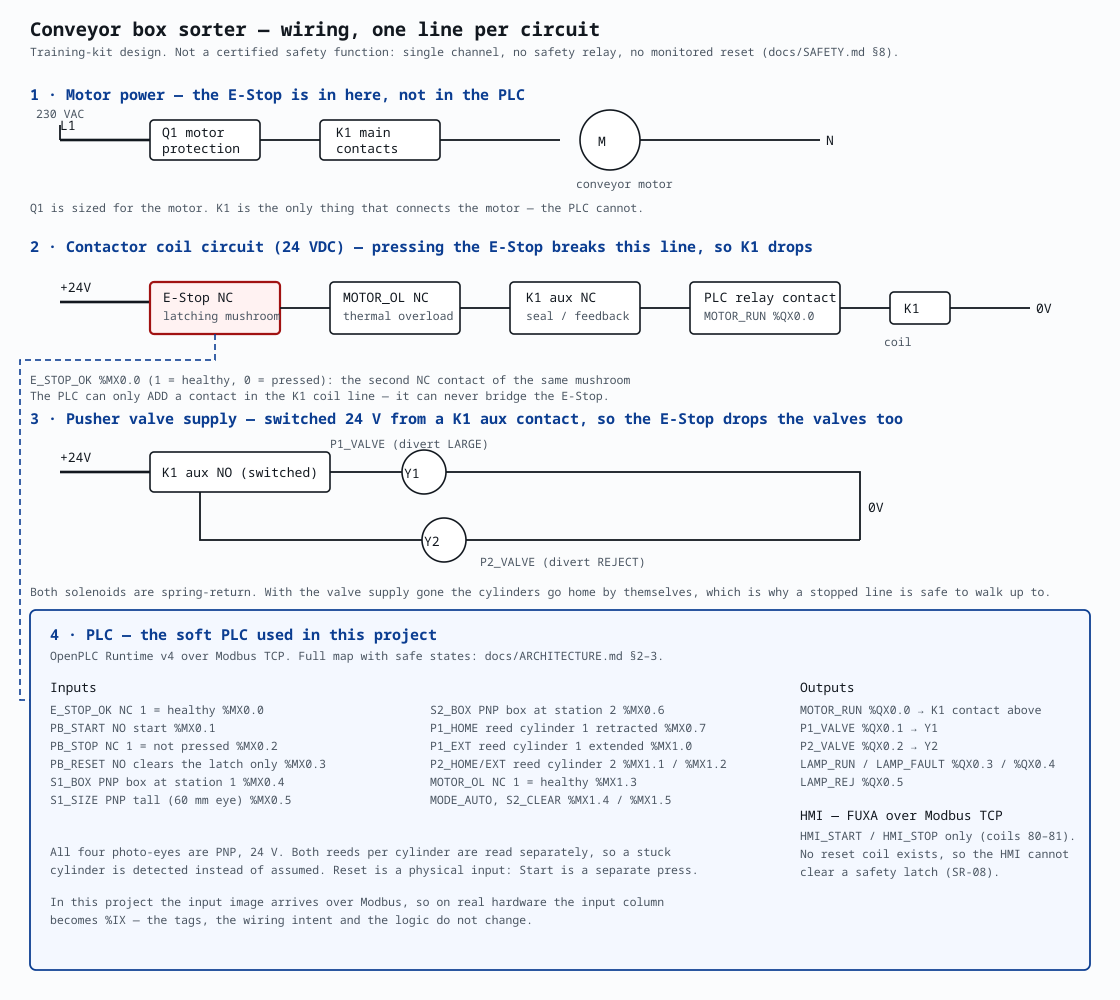 Conveyor box sorter — wiring, one line per circuit
Training-kit design. Not a certified safety function: single channel, no safety relay, no monitored reset (docs/SAFETY.md §8).
1 · Motor power — the E-Stop is in here, not in the PLC
230 VAC
L1
Q1 motor
protection
K1 main
contacts
M
N
conveyor motor
Q1 is sized for the motor. K1 is the only thing that connects the motor — the PLC cannot.
2 · Contactor coil circuit (24 VDC) — pressing the E-Stop breaks this line, so K1 drops
+24V
E-Stop NC
latching mushroom
MOTOR_OL NC
thermal overload
K1 aux NC
seal / feedback
PLC relay contact
MOTOR_RUN %QX0.0
K1
0V
coil
E_STOP_OK %MX0.0 (1 = healthy, 0 = pressed): the second NC contact of the same mushroom
The PLC can only ADD a contact in the K1 coil line — it can never bridge the E-Stop.
3 · Pusher valve supply — switched 24 V from a K1 aux contact, so the E-Stop drops the valves too
P1_VALVE (divert LARGE)
+24V
K1 aux NO (switched)
Y1
0V
Y2
P2_VALVE (divert REJECT)
Both solenoids are spring-return. With the valve supply gone the cylinders go home by themselves, which is why a stopped line is safe to walk up to.
4 · PLC — the soft PLC used in this project
OpenPLC Runtime v4 over Modbus TCP. Full map with safe states: docs/ARCHITECTURE.md §2–3.
Inputs
E_STOP_OK NC 1 = healthy %MX0.0
PB_START NO start %MX0.1
PB_STOP NC 1 = not pressed %MX0.2
PB_RESET NO clears the latch only %MX0.3
S1_BOX PNP box at station 1 %MX0.4
S1_SIZE PNP tall (60 mm eye) %MX0.5
S2_BOX PNP box at station 2 %MX0.6
P1_HOME reed cylinder 1 retracted %MX0.7
P1_EXT reed cylinder 1 extended %MX1.0
P2_HOME/EXT reed cylinder 2 %MX1.1 / %MX1.2
MOTOR_OL NC 1 = healthy %MX1.3
MODE_AUTO, S2_CLEAR %MX1.4 / %MX1.5
Outputs
MOTOR_RUN %QX0.0 → K1 contact above
P1_VALVE %QX0.1 → Y1
P2_VALVE %QX0.2 → Y2
LAMP_RUN / LAMP_FAULT %QX0.3 / %QX0.4
LAMP_REJ %QX0.5
HMI — FUXA over Modbus TCP
HMI_START / HMI_STOP only (coils 80–81).
No reset coil exists, so the HMI cannot
clear a safety latch (SR-08).
All four photo-eyes are PNP, 24 V. Both reeds per cylinder are read separately, so a stuck
cylinder is detected instead of assumed. Reset is a physical input: Start is a separate press.
In this project the input image arrives over Modbus, so on real hardware the input column
becomes %IX — the tags, the wiring intent and the logic do not change.